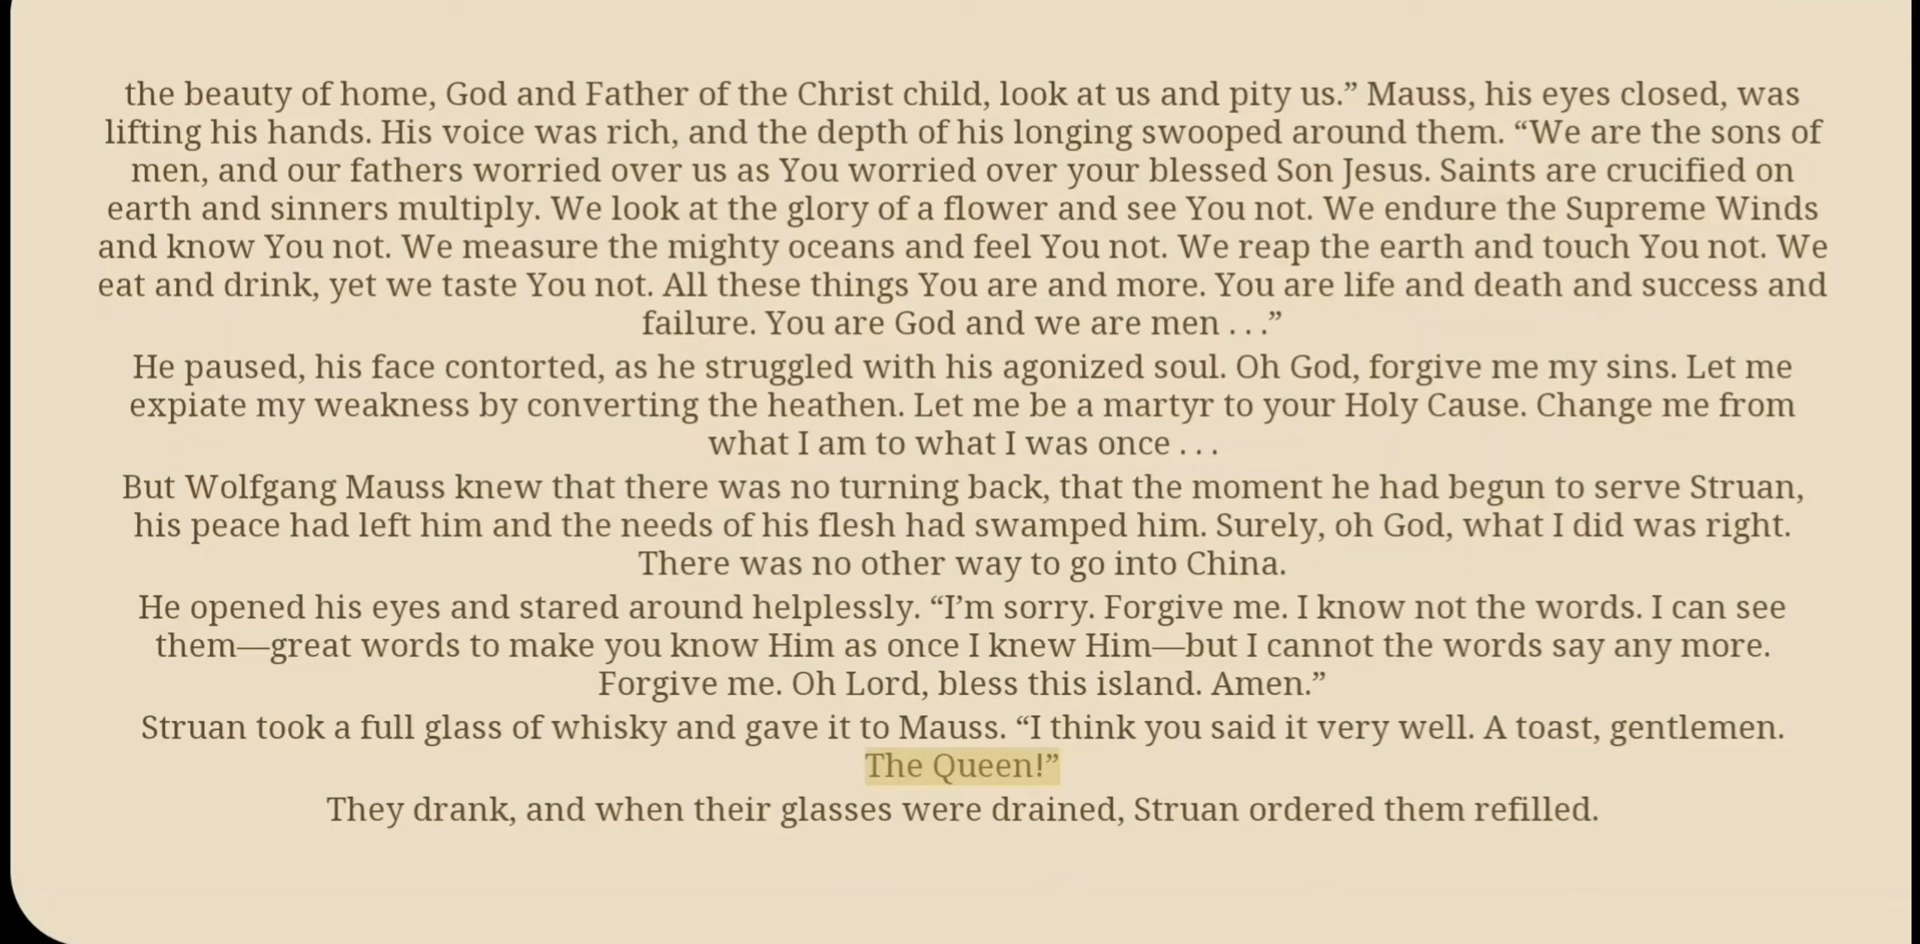 the beauty of home, God and Father of the Christ child, look at us and pity us.” Mauss, his eyes closed, was
lifting his hands. His voice was rich, and the depth of his longing swooped around them. “We are the sons of
men, and our fathers worried over us as You worried over your blessed Son Jesus. Saints are crucified on
earth and sinners multiply. We look at the glory of a flower and see You not. We endure the Supreme Winds
and know You not. We measure the mighty oceans and feel You not. We reap the earth and touch You not. We
eat and drink, yet we taste You not. All these things You are and more. You are life and death and success and
failure. You are God and we are men . . .”
He paused, his face contorted, as he struggled with his agonized soul. Oh God, forgive me my sins. Let me
expiate my weakness by converting the heathen. Let me be a martyr to your Holy Cause. Change me from
what I am to what I was once . . .
But Wolfgang Mauss knew that there was no turning back, that the moment he had begun to serve Struan,
his peace had left him and the needs of his flesh had swamped him. Surely, oh God, what I did was right.
There was no other way to go into China.
He opened his eyes and stared around helplessly. “I’m sorry. Forgive me. I know not the words. I can see
them—great words to make you know Him as once I knew Him—but I cannot the words say any more.
Forgive me. Oh Lord, bless this island. Amen.”
Struan took a full glass of whisky and gave it to Mauss. “I think you said it very well. A toast, gentlemen.
The Queen!”
They drank, and when their glasses were drained, Struan ordered them refilled.